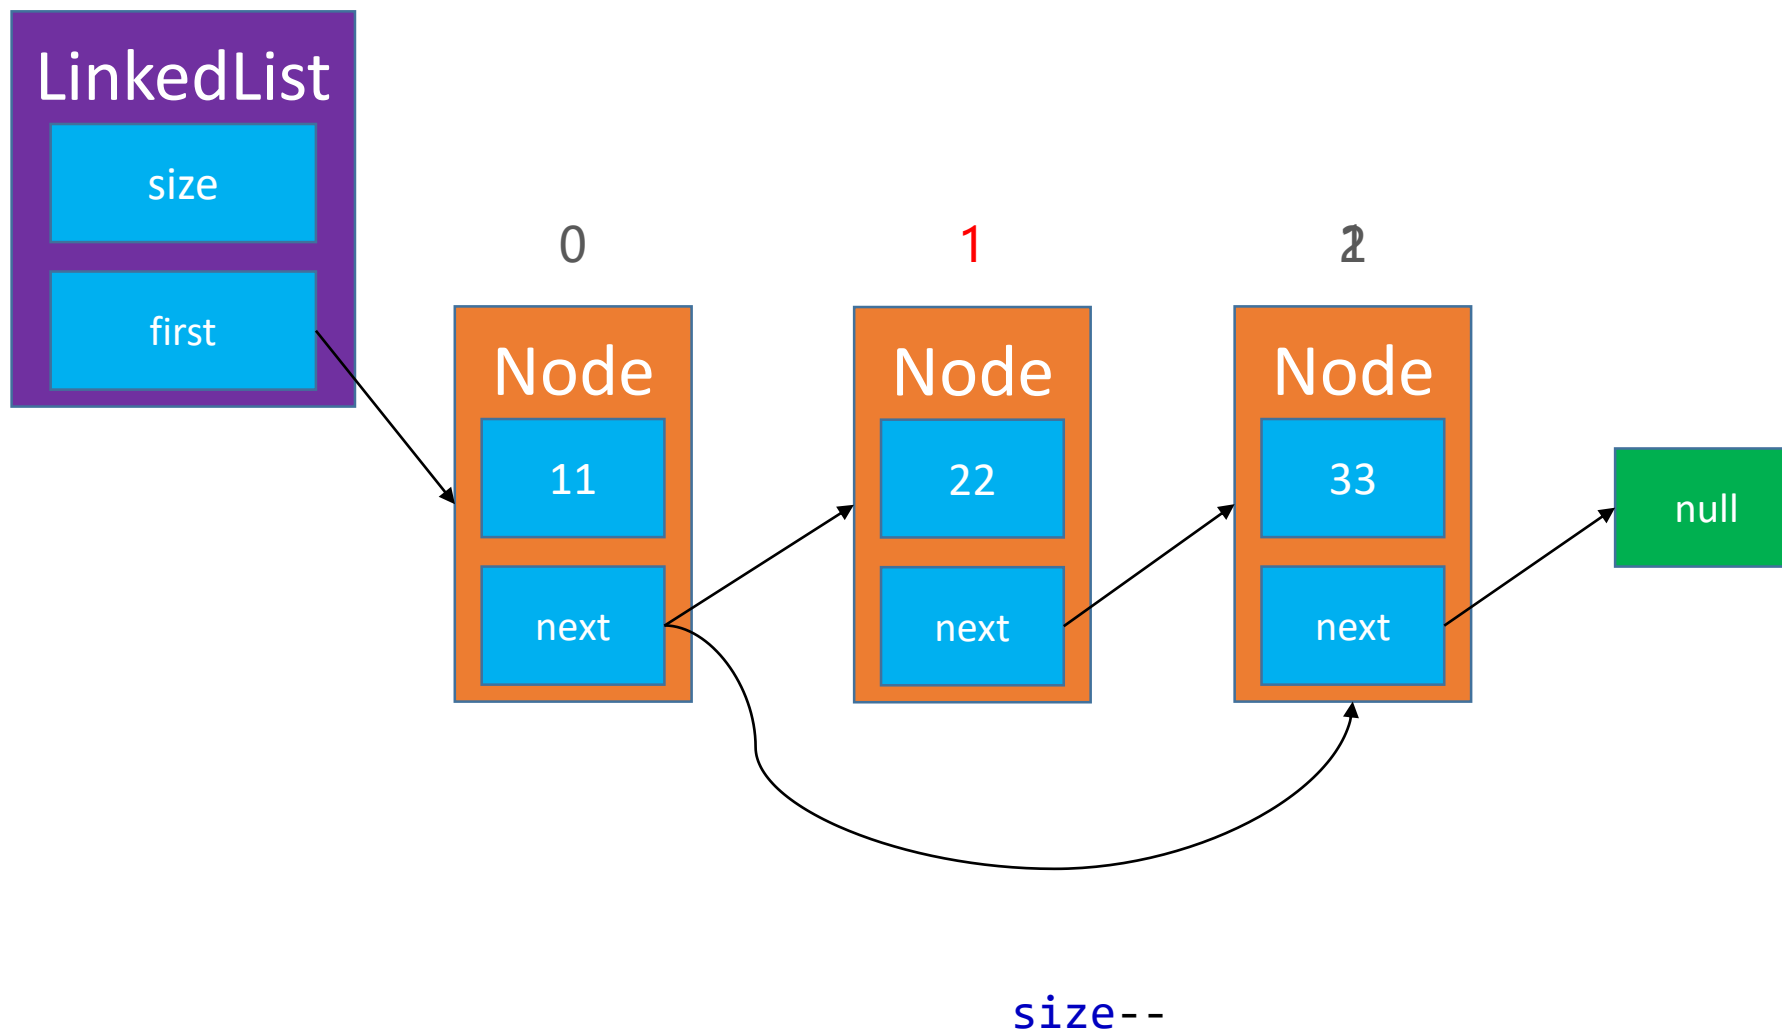 LinkedList
size
first
0
1
Node
11
next
Node
22
next
Node
33
next
null
size--